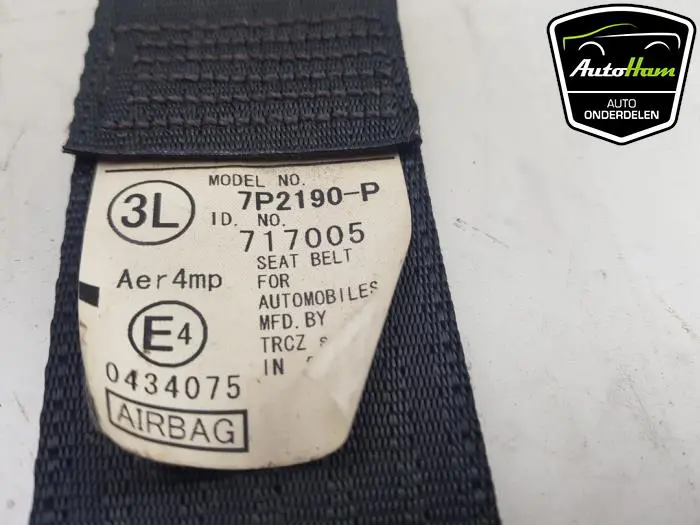 AutoHam
AUTO
ONDERDELEN
3L
MODEL NO.
7P2190-P
ID. NO.
717005
SEAT BELT
FOR
AUTOMOBILES
MFD. BY
TRCZ
IN
Aer4mp
E4
0434075
AIRBAG